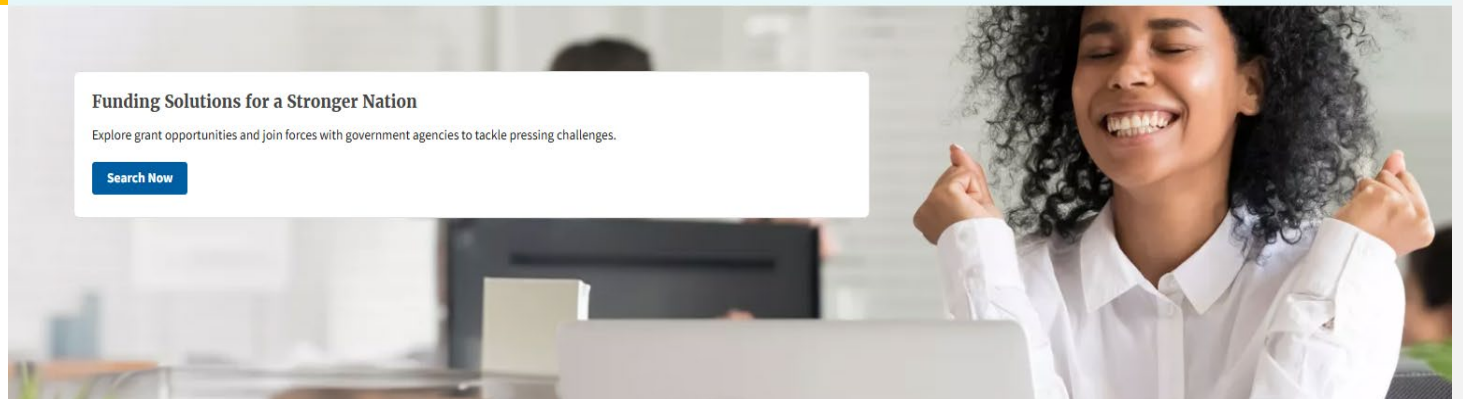 Funding Solutions for a Stronger Nation
Explore grant opportunities and join forces with government agencies to tackle pressing challenges.
Search Now